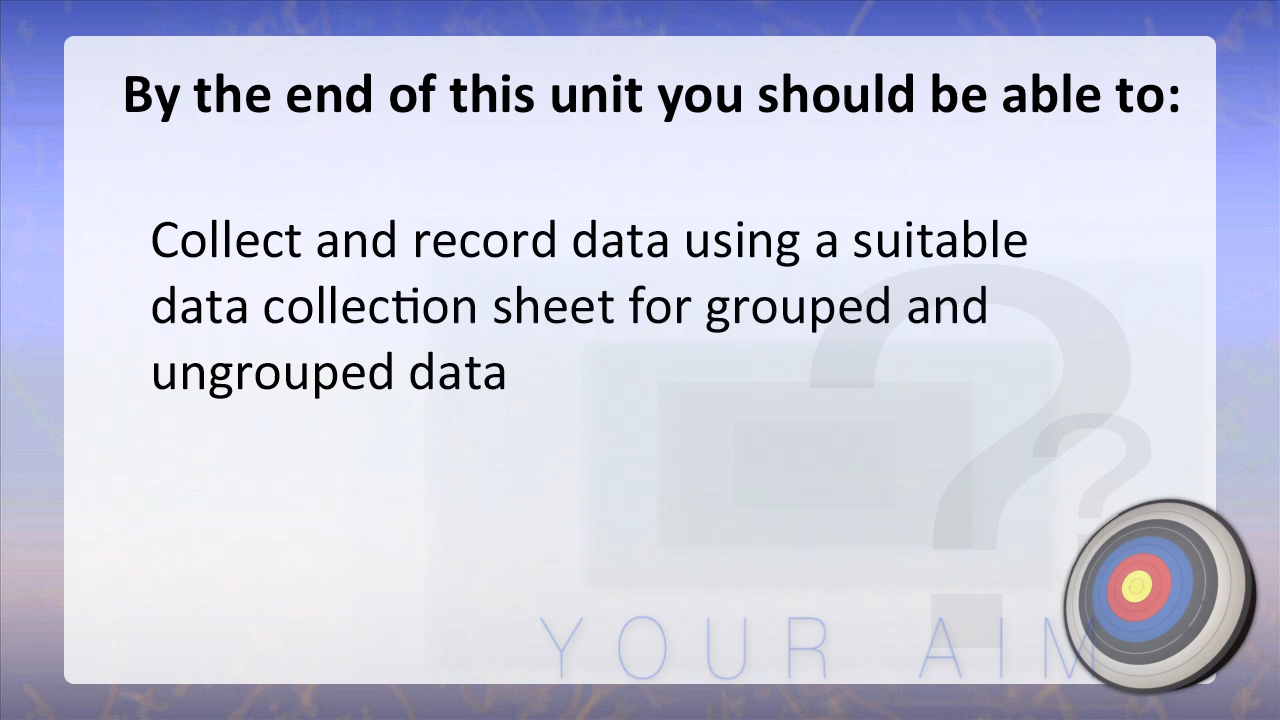 By the end of this unit you should be able to:
Collect and record data using a suitable
data collection sheet for grouped and
ungrouped data
? ?
YOUR AIM